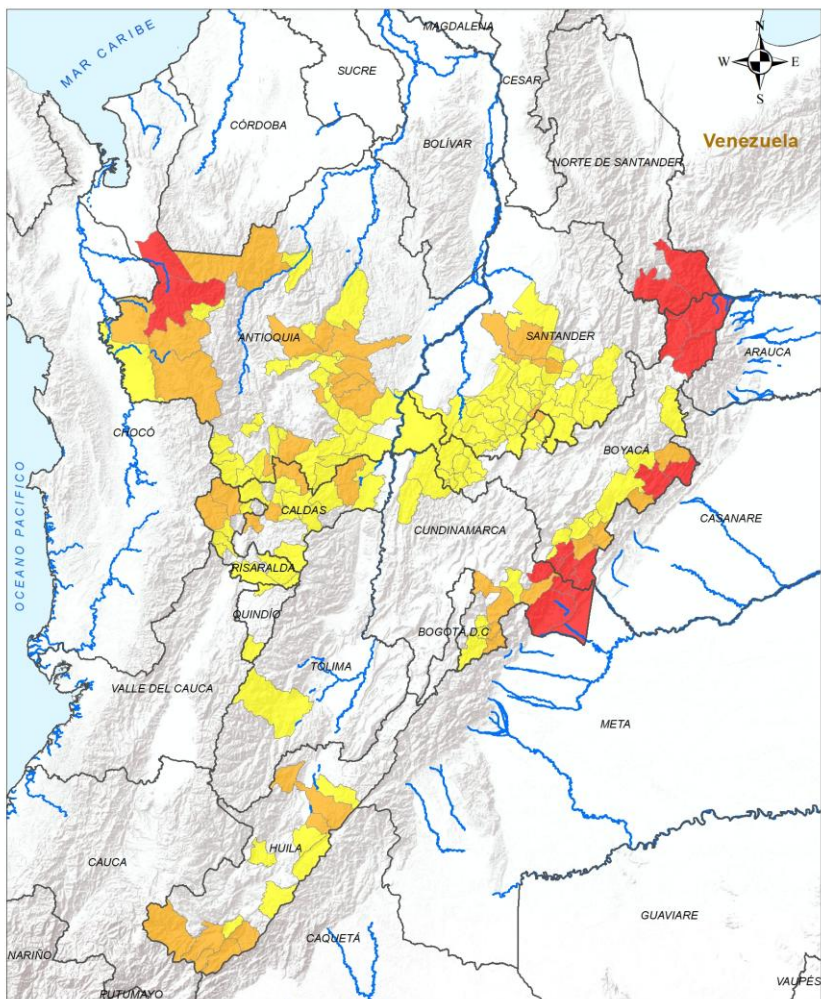 MAGDALENA
N
MAR CARIBE
SUCRE
CESAR
W
E
S
CÓRDOBA
BOLÍVAR
Venezuela
NORTE DE SANTANDER
ANTIOQUIA
SANTANDER
ARAUCA
CHOCÓ
BOYACÁ
OCEANO PACIFICO
CALDAS
CASANARE
CUNDINAMARCA
RISARALDA
QUINDÍO
BOGOTÁ D.C
TOLIMA
VALLE DEL CAUCA
META
HUILA
CAUCA
GUAVIARE
CAQUETÁ
NARIÑO
PUTUMAYO
VAUPÉS